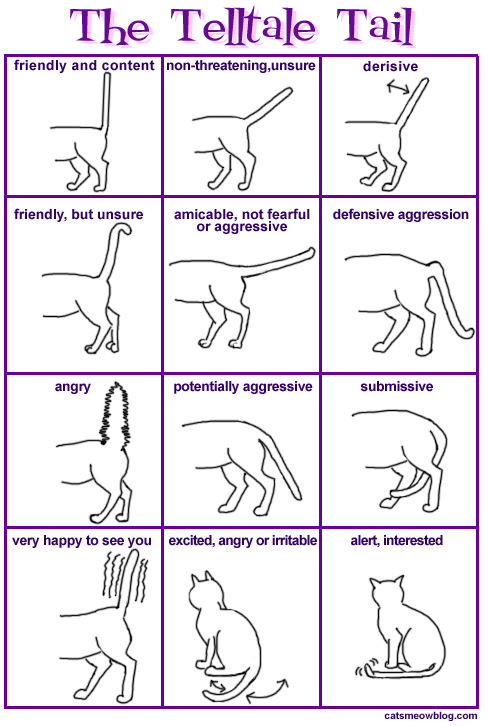 The Telltale Tail
friendly and content
non-threatening,unsure
derisive
friendly, but unsure
amicable, not fearful
or aggressive
defensive aggression
angry
potentially aggressive
submissive
very happy to see you
excited, angry or irritable
alert, interested
catsmeowblog.com